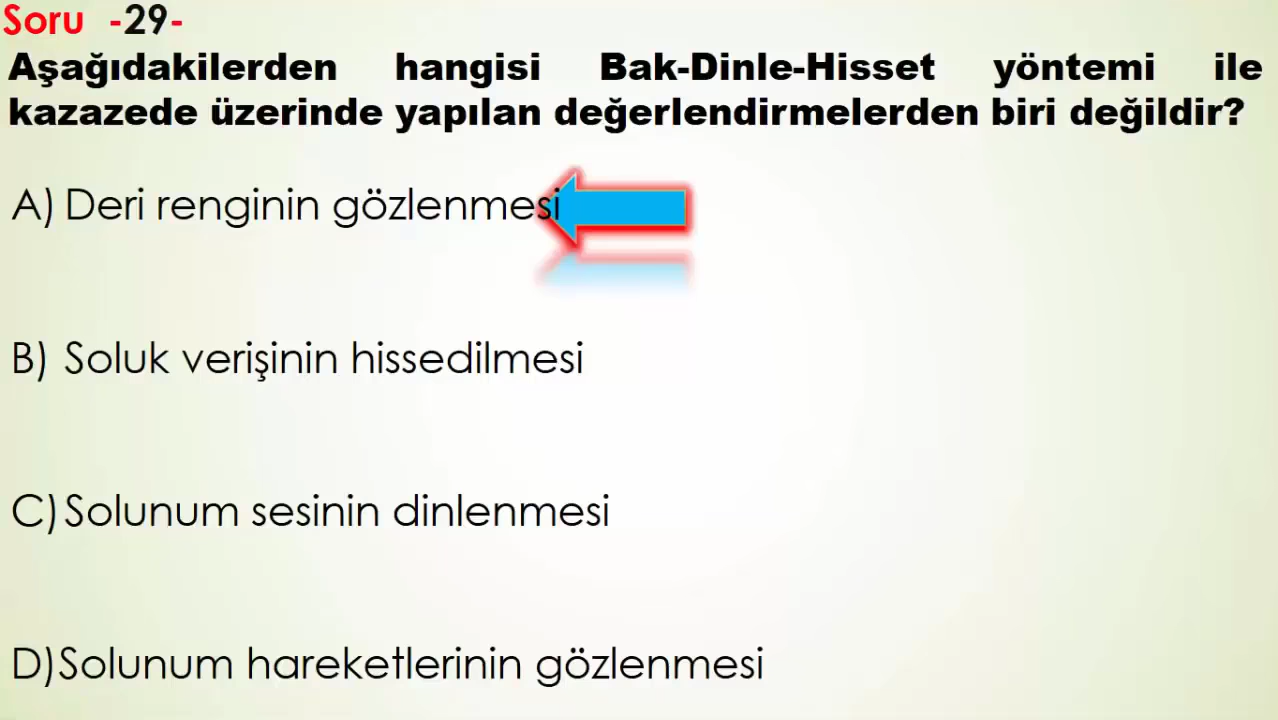 Soru -29-
Aşağıdakilerden hangisi Bak-Dinle-Hisset yöntemi ile
kazazede üzerinde yapılan değerlendirmelerden biri değildir?
A) Deri renginin gözlenmesi
B) Soluk verişinin hissedilmesi
C) Solunum sesinin dinlenmesi
D)Solunum hareketlerinin gözlenmesi